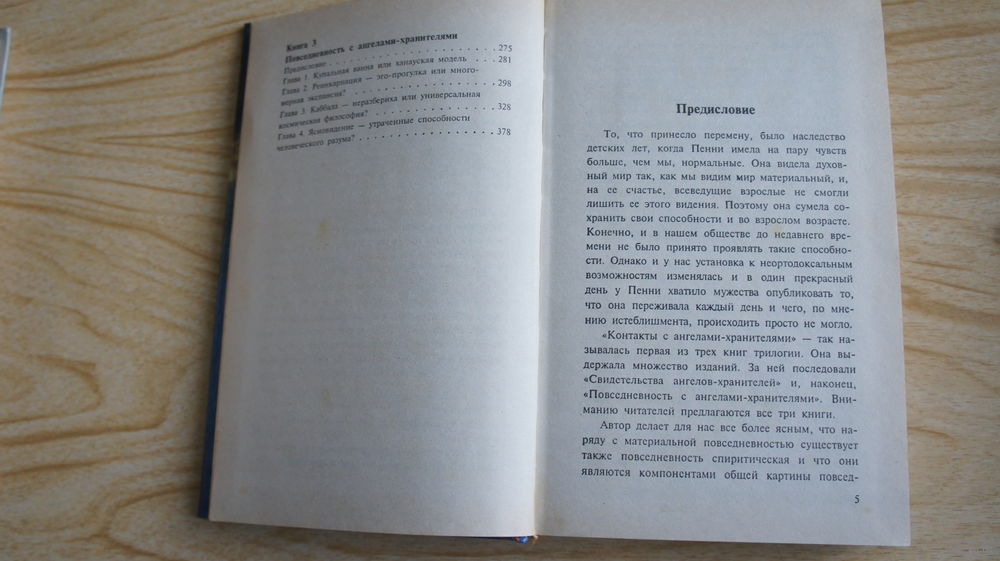 Книга 3
Повседневность с ангелами-хранителями
Предисловие . . . . . . . . . . . . . . . . . . . . . . 275
Глава 1. Купальная ванна или канауская модель . . . 281
Глава 2. Реинкарнация — эго-прогулка или много-
мерная экспансия? . . . . . . . . . . . . . . . . . . 298
Глава 3. Каббала — неразбериха или универсальная
космическая философия? . . . . . . . . . . . . . . . 328
Глава 4. Ясновидение — утраченные способности
человеческого разума? . . . . . . . . . . . . . . . . 378
Предисловие
То, что принесло перемену, было наследство
детских лет, когда Пенни имела на пару чувств
больше, чем мы, нормальные. Она видела духов-
ный мир так, как мы видим мир материальный, и,
на ее счастье, всеведущие взрослые не смогли
лишить ее этого видения. Поэтому она сумела со-
хранить свои способности и во взрослом возрасте.
Конечно, и в нашем обществе до недавнего вре-
мени не было принято проявлять такие способно-
сти. Однако и у нас установка к неортодоксальным
возможностям изменялась и в один прекрасный
день у Пенни хватило мужества опубликовать то,
что она переживала каждый день и чего, по мне-
нию истеблишмента, происходить просто не могло.
«Контакты с ангелами-хранителями» — так на-
зывалась первая из трех книг трилогии. Она вы-
держала множество изданий. За ней последовали
«Свидетельства ангелов-хранителей» и, наконец,
«Повседневность с ангелами-хранителями». Вни-
манию читателей предлагаются все три книги.
Автор делает для нас все более ясным, что на-
ряду с материальной повседневностью существует
также повседневность спиритическая и что они
являются компонентами общей картины повсед-
5